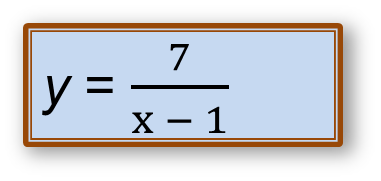 y = 7 / (x − 1)